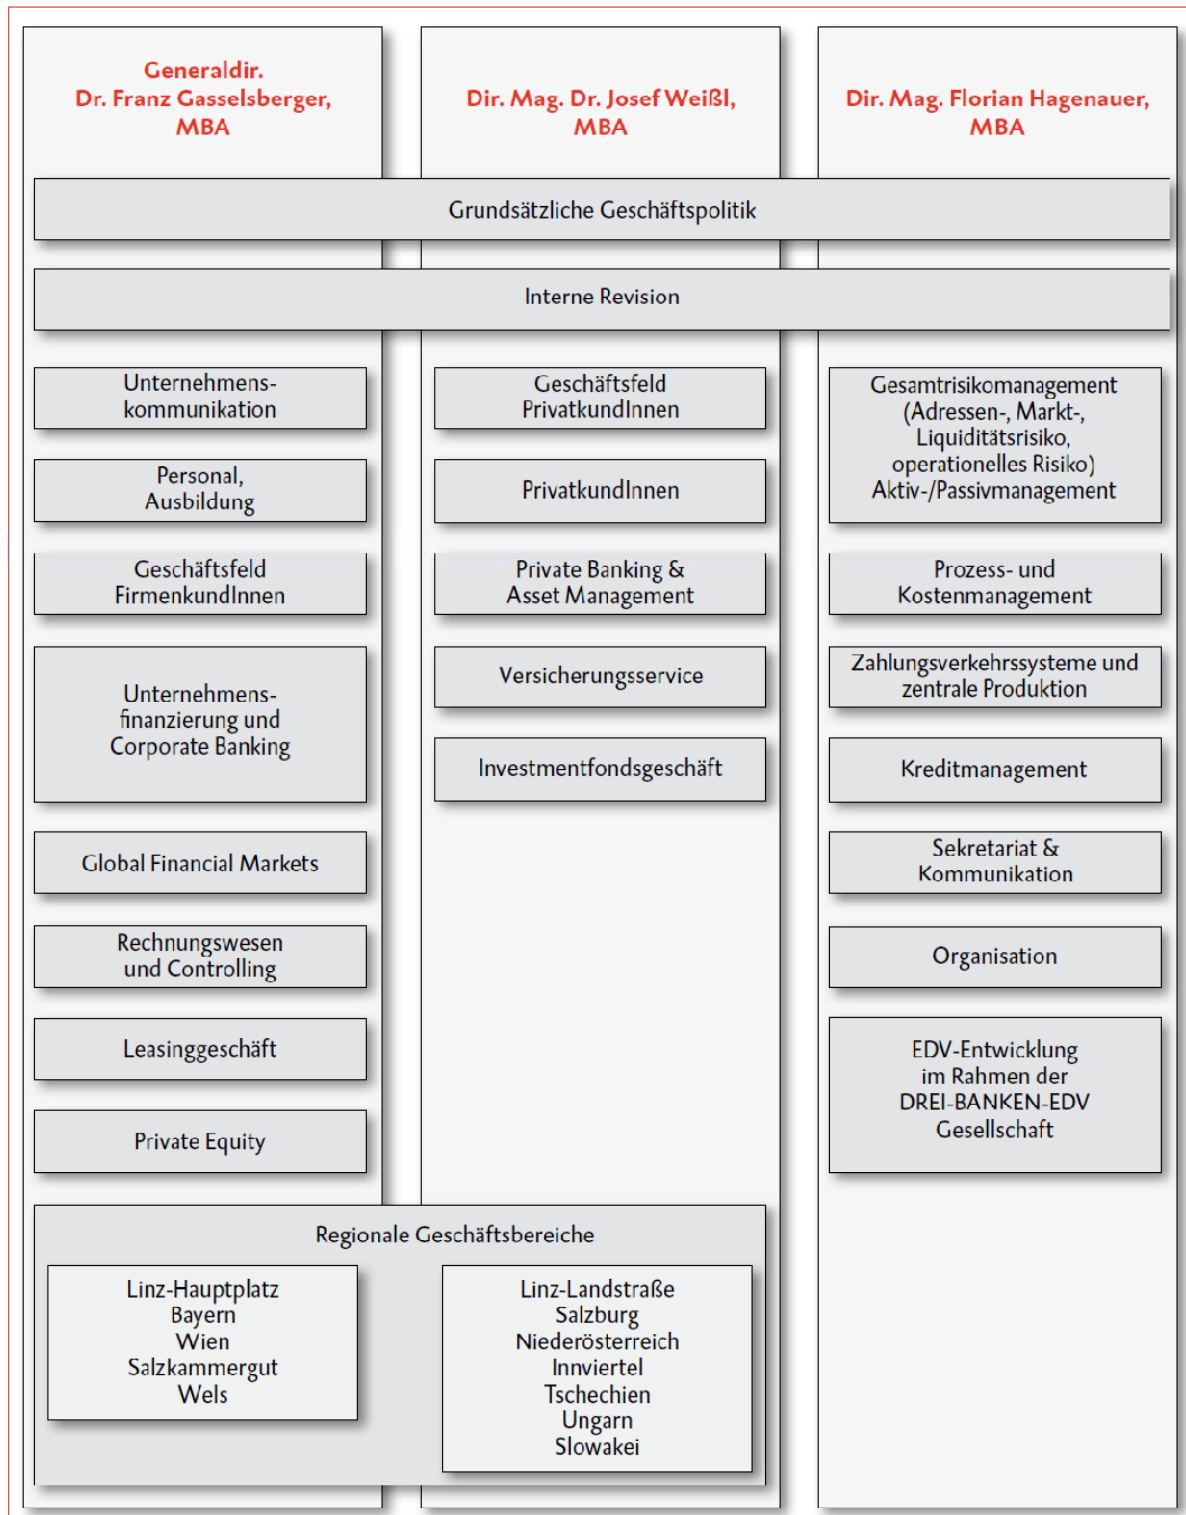 Generaldir.
Dr. Franz Gasselsberger,
MBA
Dir. Mag. Dr. Josef Weißl,
MBA
Dir. Mag. Florian Hagenauer,
MBA
Grundsätzliche Geschäftspolitik
Interne Revision
Unternehmens-
kommunikation
Personal,
Ausbildung
Geschäftsfeld
FirmenkundInnen
Unternehmens-
finanzierung und
Corporate Banking
Global Financial Markets
Rechnungswesen
und Controlling
Leasinggeschäft
Private Equity
Geschäftsfeld
PrivatkundInnen
PrivatkundInnen
Private Banking &
Asset Management
Versicherungsservice
Investmentfondsgeschäft
Gesamtrisikomanagement
(Adressen-, Markt-,
Liquiditätsrisiko,
operationelles Risiko)
Aktiv-/Passivmanagement
Prozess- und
Kostenmanagement
Zahlungsverkehrssysteme und
zentrale Produktion
Kreditmanagement
Sekretariat &
Kommunikation
Organisation
EDV-Entwicklung
im Rahmen der
DREI-BANKEN-EDV
Gesellschaft
Regionale Geschäftsbereiche
Linz-Hauptplatz
Bayern
Wien
Salzkammergut
Wels
Linz-Landstraße
Salzburg
Niederösterreich
Innviertel
Tschechien
Ungarn
Slowakei